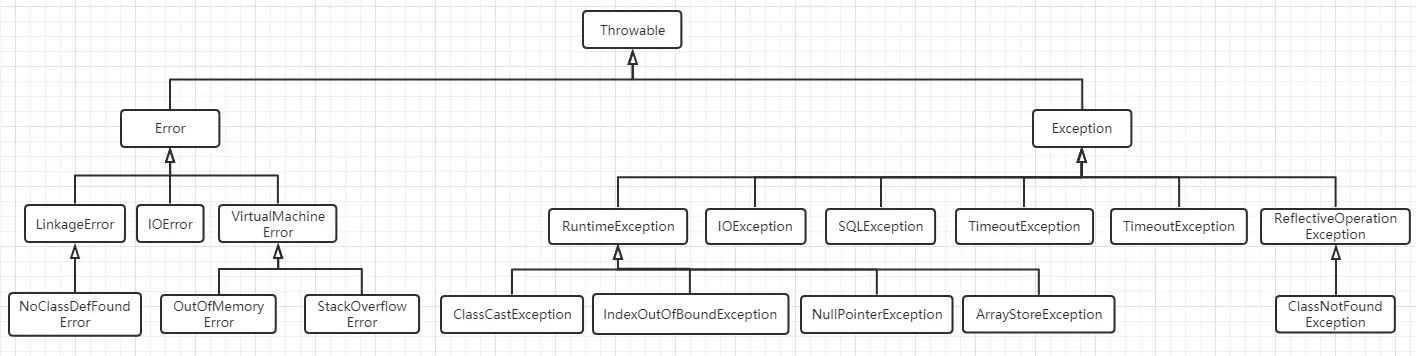 Throwable
Error
Exception
LinkageError
IOError
VirtualMachine
Error
RuntimeException
IOException
SQLException
TimeoutException
TimeoutException
ReflectiveOperation
Exception
NoClassDefFound
Error
OutOfMemory
Error
StackOverflow
Error
ClassCastException
IndexOutOfBoundException
NullPointerException
ArrayStoreException
ClassNotFound
Exception